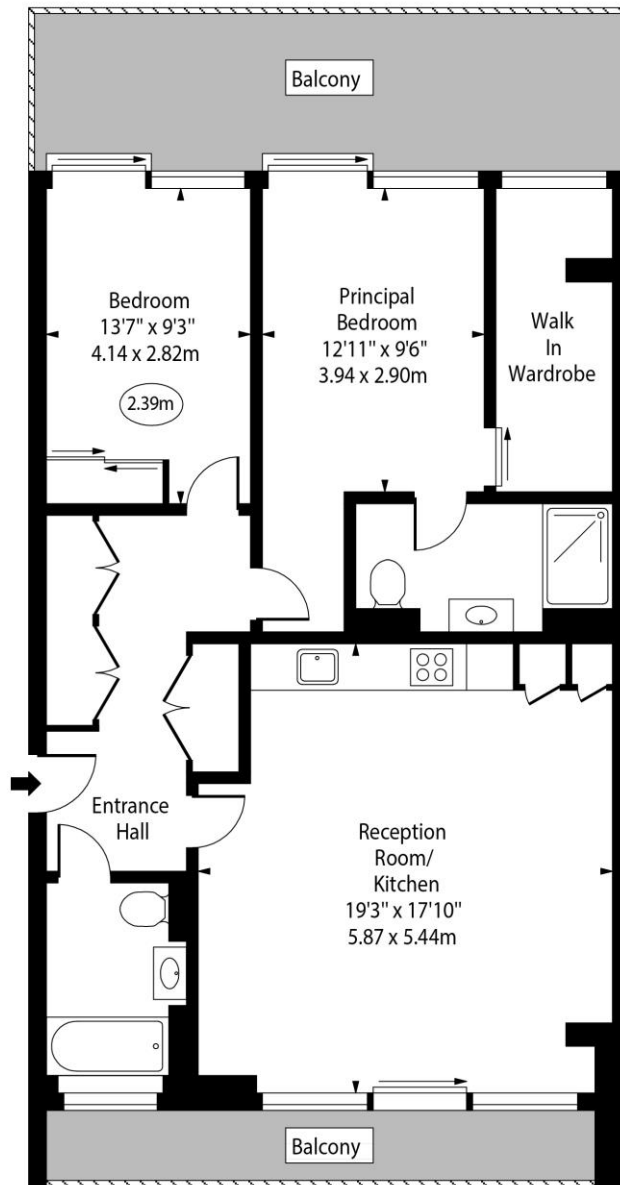 Balcony
Bedroom
13'7" x 9'3"
4.14 x 2.82m
2.39m
Principal
Bedroom
12'11" x 9'6"
3.94 x 2.90m
Walk
In
Wardrobe
Entrance
Hall
Reception
Room/
Kitchen
19'3" x 17'10"
5.87 x 5.44m
Balcony